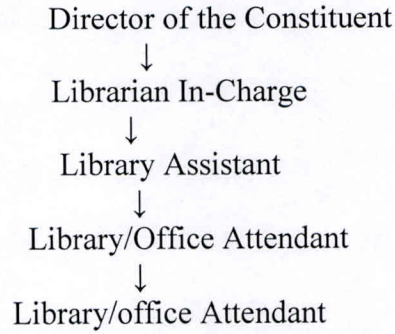 Director of the Constituent
↓
Librarian In-Charge
↓
Library Assistant
↓
Library/Office Attendant
↓
Library/office Attendant